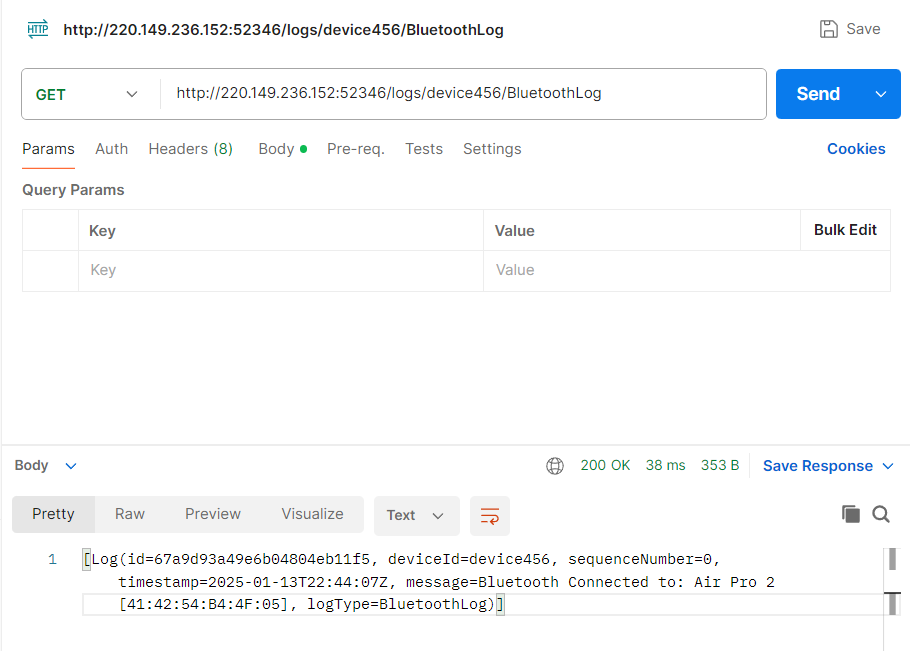 HTTP http://220.149.236.152:52346/logs/device456/BluetoothLog Save
GET http://220.149.236.152:52346/logs/device456/BluetoothLog Send
Params Auth Headers (8) Body Pre-req. Tests Settings Cookies
Query Params
Key Value Bulk Edit
Key Value
Body 200 OK 38 ms 353 B Save Response
Pretty Raw Preview Visualize Text
1 [Log(id=67a9d93a49e6b04804eb11f5, deviceId=device456, sequenceNumber=0,
timestamp=2025-01-13T22:44:07Z, message=Bluetooth Connected to: Air Pro 2
[41:42:54:B4:4F:05], logType=BluetoothLog)]